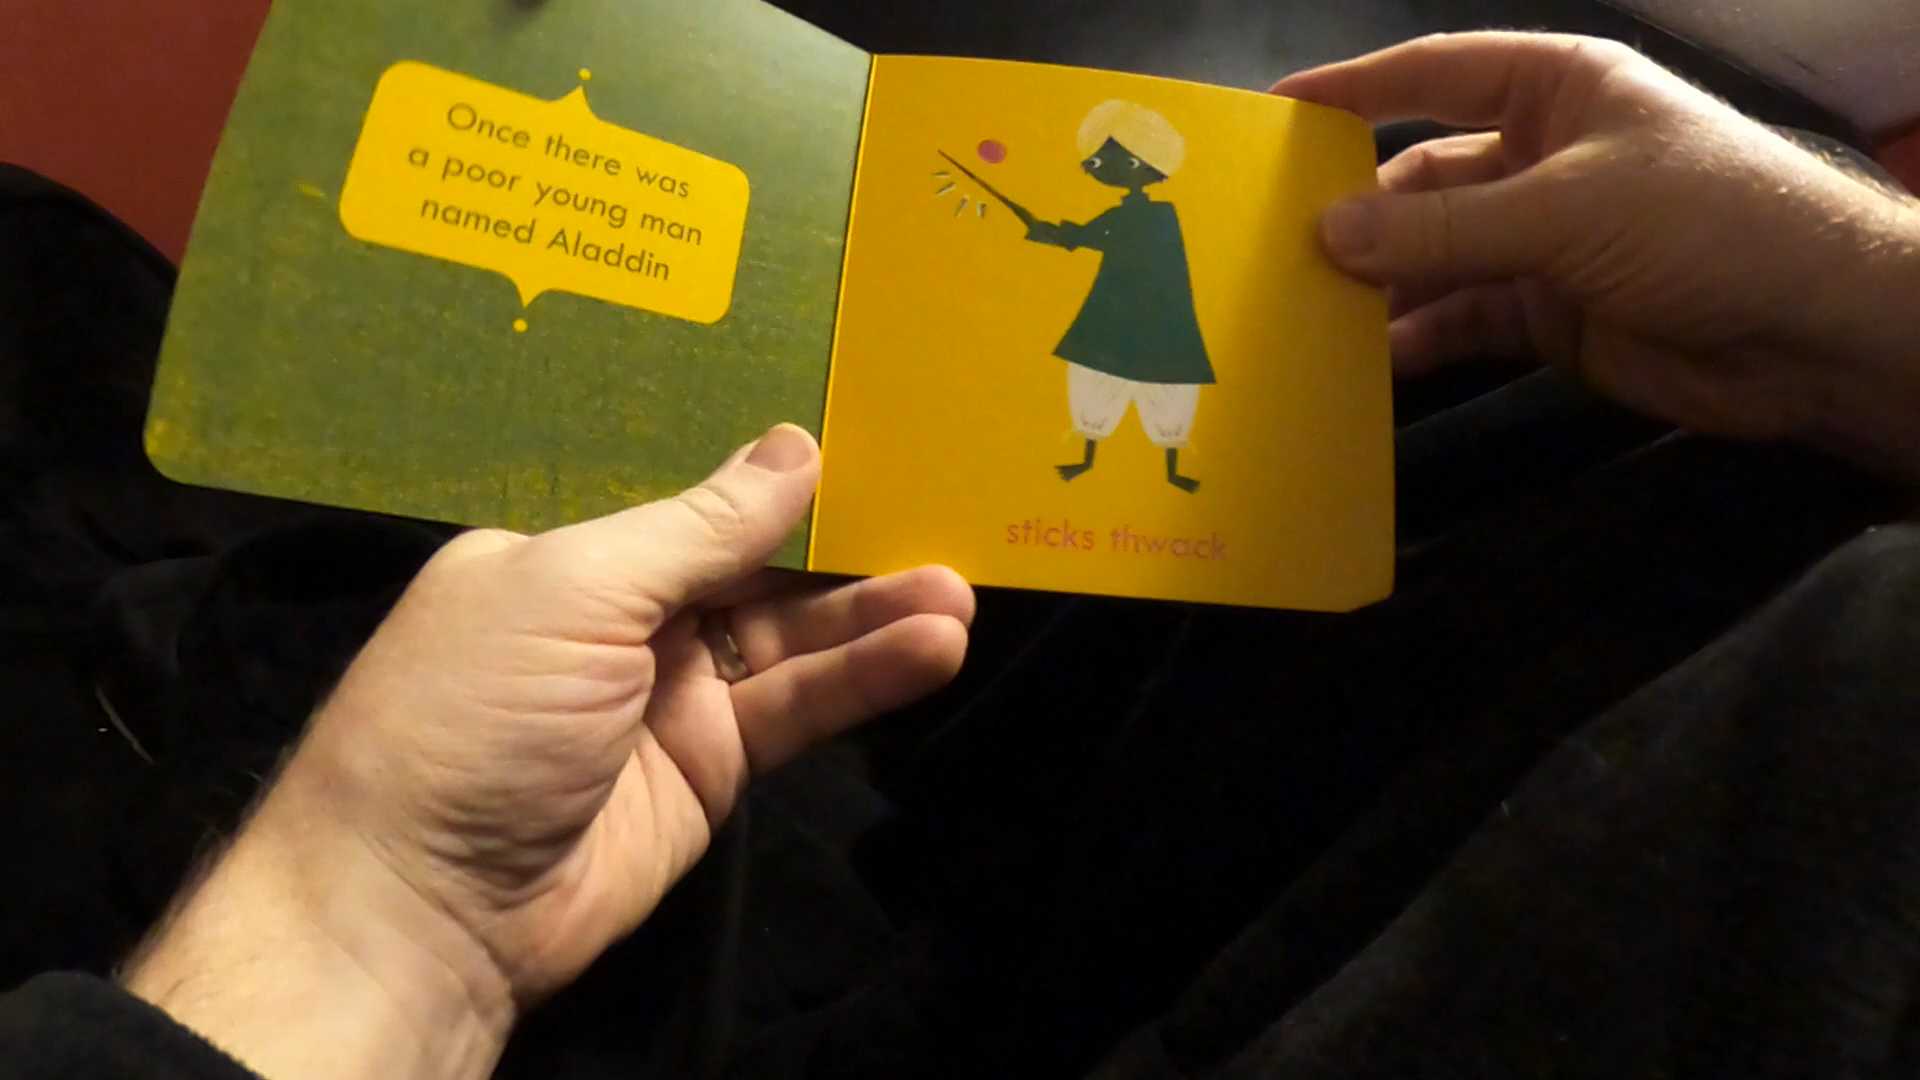 Once there was
a poor young man
named Aladdin
sticks thwack